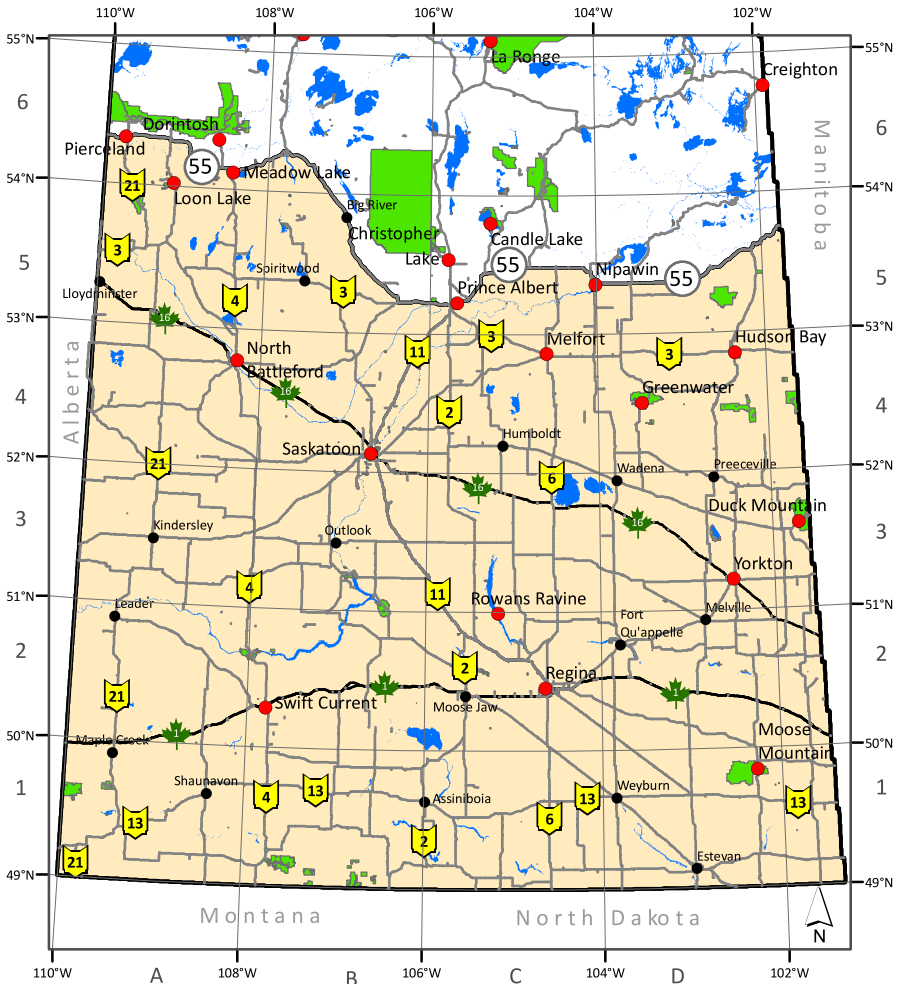 110°W 108°W 106°W 104°W 102°W
55°N
55°N
La Ronge
Creighton
6
6
Dorintosh
Pierceland
55
Meadow Lake
Manitoba
54°N
21
54°N
Loon Lake
Big River
Christopher
Lake
Candle Lake
3
5
55
Nipawin
55
5
Spiritwood
Lloydminster
4
3
Prince Albert
53°N
16
3
53°N
Alberta
North
Battleford
11
Melfort
3
Hudson Bay
16
Greenwater
4
2
4
Humboldt
Saskatoon
52°N
21
6
Wadena
Preeceville
52°N
16
Duck Mountain
16
3
Kindersley
Outlook
3
Yorkton
51°N
4
11
Rowans Ravine
51°N
Leader
Melville
Fort
Qu'appelle
2
2
2
Regina
21
1
1
Moose Jaw
Swift Current
Moose
Mountain
50°N
Maple Creek
1
50°N
Shaunavon
1
4
13
Assiniboia
13
Weyburn
13
1
13
6
2
21
Estevan
49°N
49°N
Montana
North Dakota
N
110°W A 108°W B 106°W C 104°W D 102°W